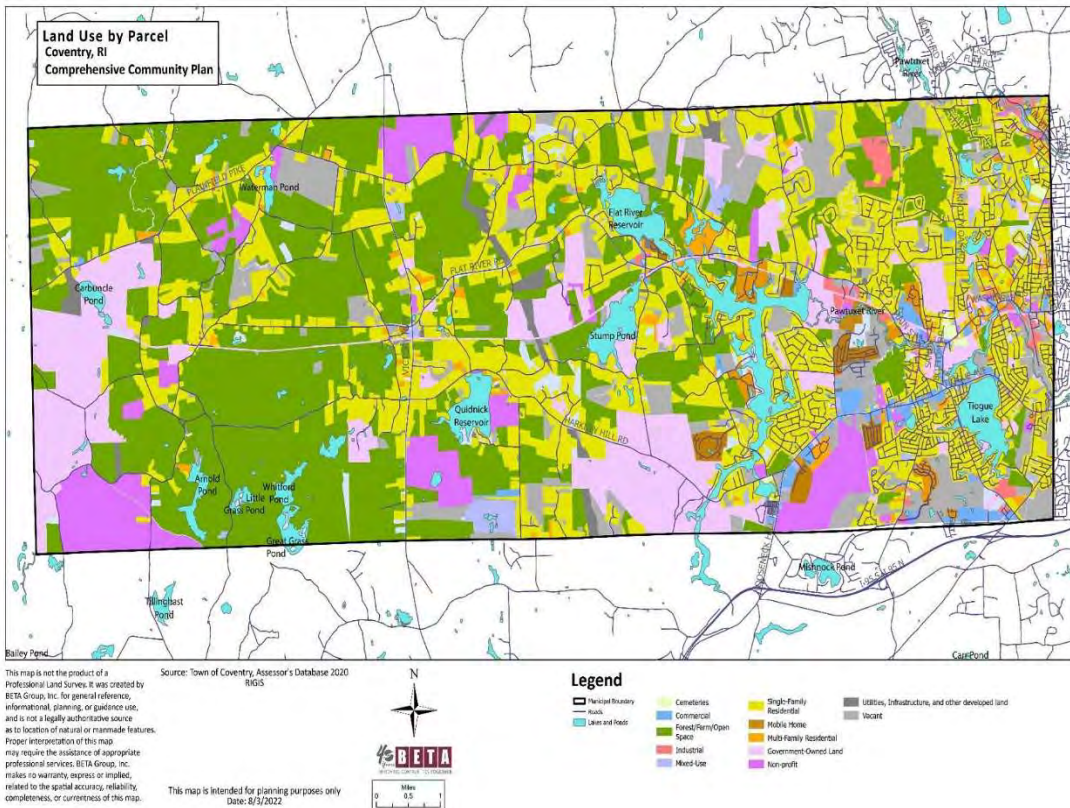 Land Use by Parcel
Coventry, RI
Comprehensive Community Plan
Pawtuxet
River
PLAINFIELD PIKE
Waterman Pond
Flat River
Reservoir
FLAT RIVER
Carbuncle
Pond
Pawtuxet River
Stump Pond
Quidnick
Reservoir
HARKNEY HILL RD
Tiogue
Lake
Arnold
Pond
Whitford
Pond
Little
Grass Pond
Great Grass
Pond
Mishnock Pond
I-95 S I-95 N
Tillinghast
Pond
Bailey Pond
Carr Pond
This map is not the product of a
Professional Land Survey. It was created by
BETA Group, Inc. for general reference,
informational, planning, or guidance use,
and is not a legally authoritative source
as to location of natural or manmade features.
Proper interpretation of this map
may require the assistance of appropriate
professional services. BETA Group, Inc.
makes no warranty, express or implied,
related to the spatial accuracy, reliability,
completeness, or currentness of this map.
Source: Town of Coventry, Assessor's Database 2020
RIGIS
This map is intended for planning purposes only
Date: 8/3/2022
N
BETA
Miles
0 0.5 1
Legend
Municipal Boundary
Roads
Lakes and Ponds
Cemeteries
Commercial
Forest/Farm/Open
Space
Industrial
Mixed-Use
Single-Family
Residential
Mobile Home
Multi-Family Residential
Government-Owned Land
Non-profit
Utilities, Infrastructure, and other developed land
Vacant